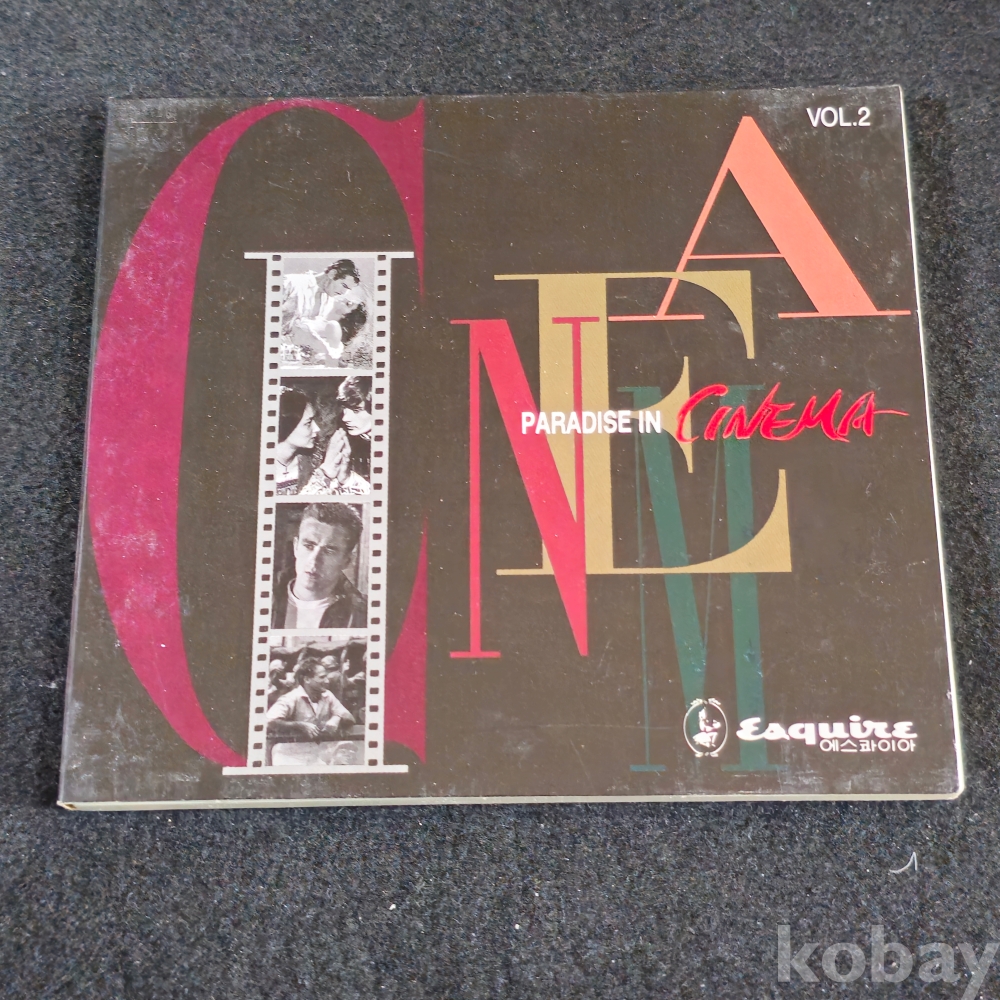 VOL.2
CINEMA
PARADISE IN CINEMA
Esquire
에스콰이아
kobay